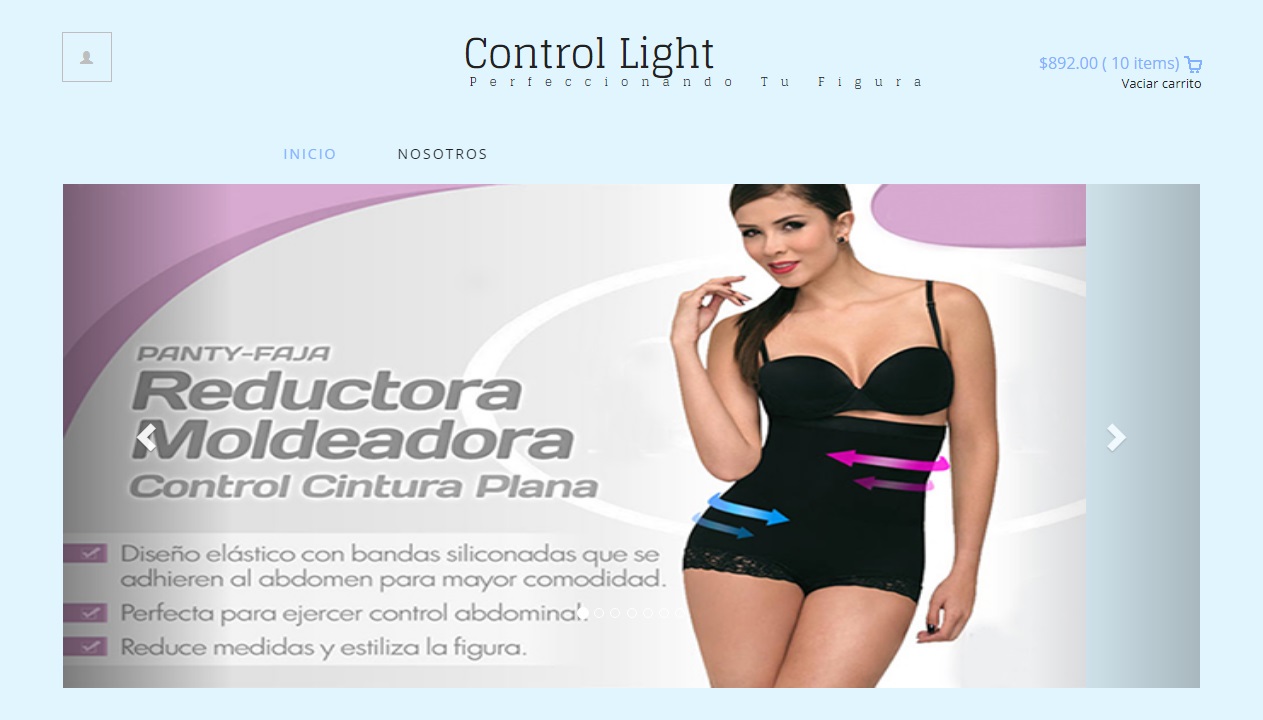 Control Light
Perfeccionando Tu Figura
$892.00 ( 10 items)
Vaciar carrito
INICIO
NOSOTROS
PANTY-FAJA
Reductora
Moldeadora
Control Cintura Plana
Diseño elástico con bandas siliconadas que se
adhieren al abdomen para mayor comodidad.
Perfecta para ejercer control abdominal.
Reduce medidas y estiliza la figura.